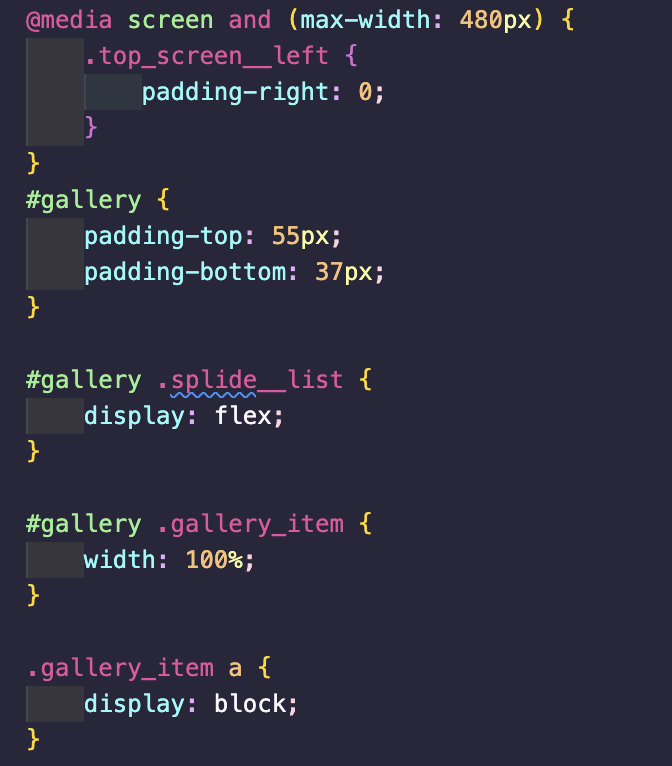 @media screen and (max-width: 480px) {
    .top_screen__left {
        padding-right: 0;
    }
}
#gallery {
    padding-top: 55px;
    padding-bottom: 37px;
}

#gallery .splide__list {
    display: flex;
}

#gallery .gallery_item {
    width: 100%;
}

.gallery_item a {
    display: block;
}